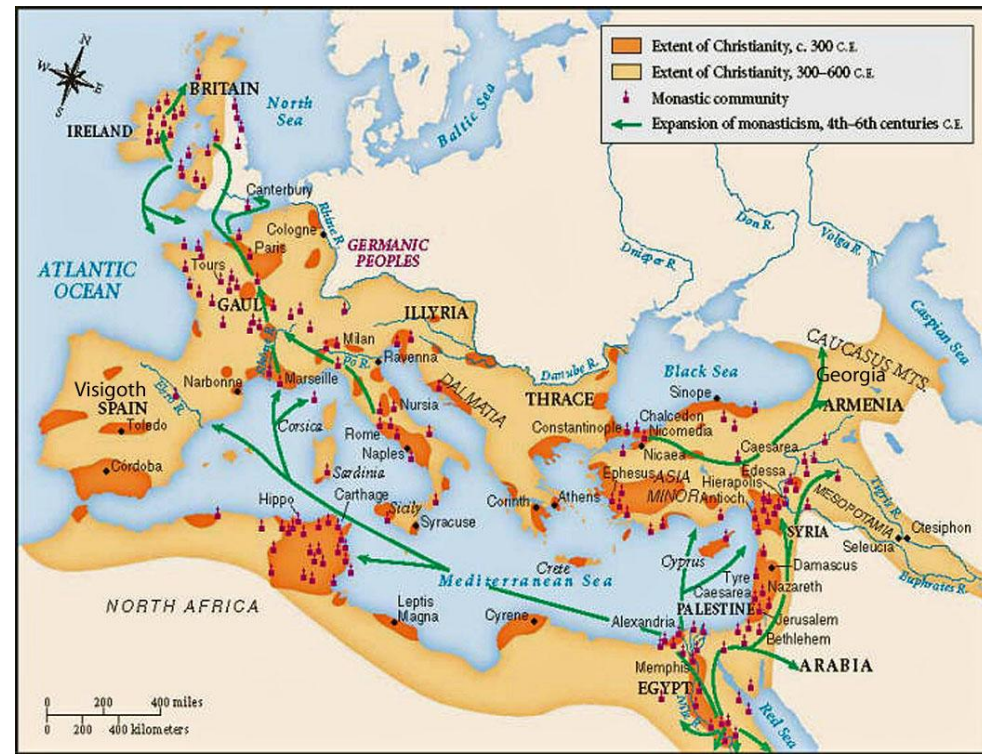 Extent of Christianity, c. 300 C.E.
Extent of Christianity, 300–600 C.E.
Monastic community
Expansion of monasticism, 4th–6th centuries C.E.
N
W
E
S
BRITAIN
IRELAND
North
Sea
Baltic Sea
Canterbury
Rhine R.
Cologne
GERMANIC
PEOPLES
Paris
Tours
GAUL
ATLANTIC
OCEAN
Dnieper R.
Don R.
Volga R.
Caspian Sea
ILLYRIA
Milan
Po R.
Ravenna
Rhône R.
Narbonne
Marseille
Visigoth
SPAIN
Ebro R.
Toledo
Córdoba
Corsica
Nursia
Rome
Naples
DALMATIA
Danube R.
THRACE
Black Sea
Sinope
CAUCASUS MTS.
Georgia
ARMENIA
Constantinople
Chalcedon
Nicomedia
Nicaea
Caesarea
Edessa
Ephesus
ASIA
MINOR
Hierapolis
Antioch
Tigris R.
MESOPOTAMIA
Ctesiphon
Seleucia
Euphrates R.
SYRIA
Sardinia
Hippo
Carthage
Sicily
Syracuse
Corinth
Athens
Crete
Cyprus
Mediterranean Sea
Tyre
Caesarea
Damascus
Nazareth
PALESTINE
Jerusalem
Bethlehem
ARABIA
NORTH AFRICA
Leptis
Magna
Cyrene
Alexandria
Memphis
EGYPT
Nile R.
Red Sea
0 200 400 miles
0 200 400 kilometers